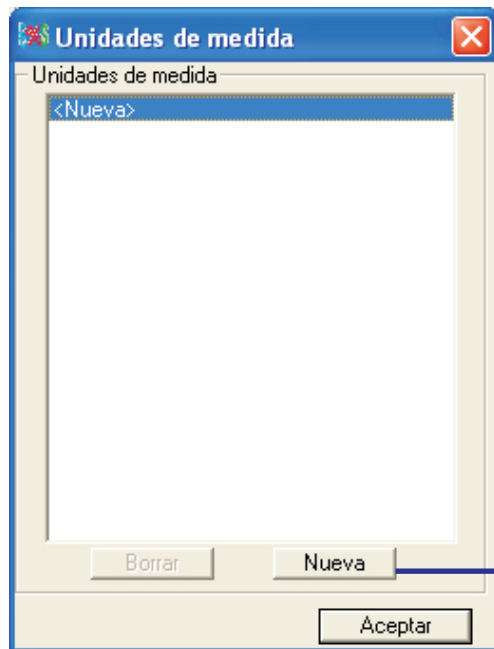 Unidades de medida
Unidades de medida
<Nueva>
Borrar Nueva
Aceptar